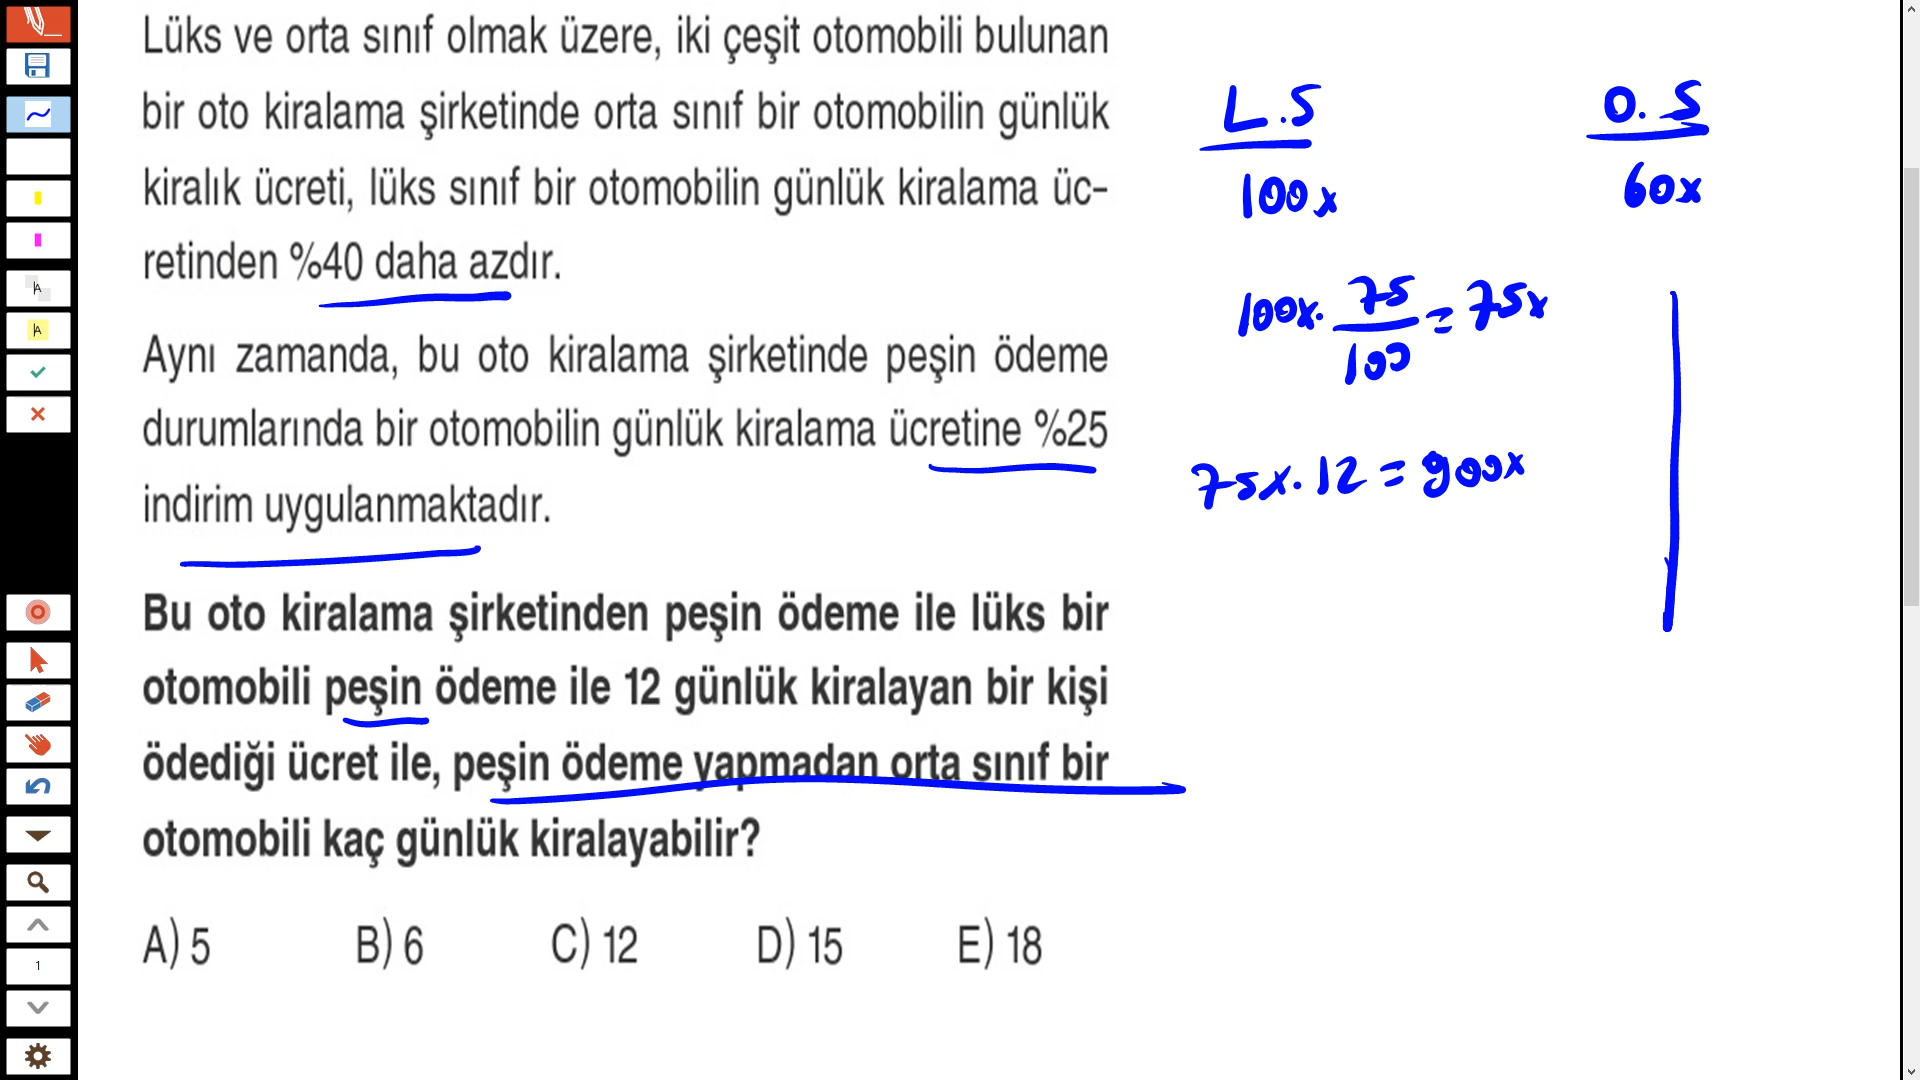 Lüks ve orta sınıf olmak üzere, iki çeşit otomobili bulunan
bir oto kiralama şirketinde orta sınıf bir otomobilin günlük
kiralık ücreti, lüks sınıf bir otomobilin günlük kiralama üc-
retinden %40 daha azdır.
Aynı zamanda, bu oto kiralama şirketinde peşin ödeme
durumlarında bir otomobilin günlük kiralama ücretine %25
indirim uygulanmaktadır.
Bu oto kiralama şirketinden peşin ödeme ile lüks bir
otomobili peşin ödeme ile 12 günlük kiralayan bir kişi
ödediği ücret ile, peşin ödeme yapmadan orta sınıf bir
otomobili kaç günlük kiralayabilir?
A) 5 B) 6 C) 12 D) 15 E) 18
L.S O.S
100x 60x
100x. 75/100 = 75x
75x. 12 = 900x
A
A
1